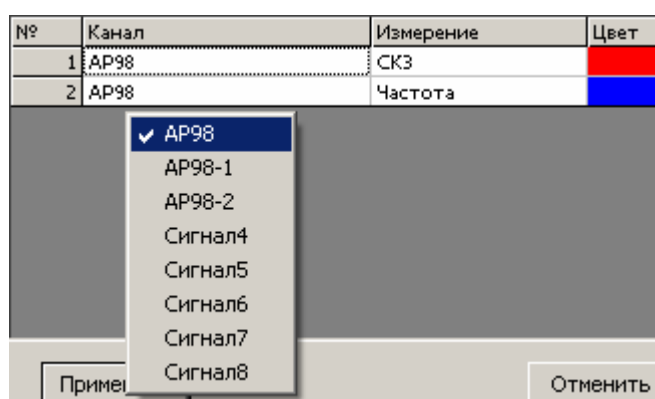 № Канал Измерение Цвет
1 AP98 СКЗ
2 AP98 Частота
AP98
AP98-1
AP98-2
Сигнал4
Сигнал5
Сигнал6
Сигнал7
Сигнал8
Отменить